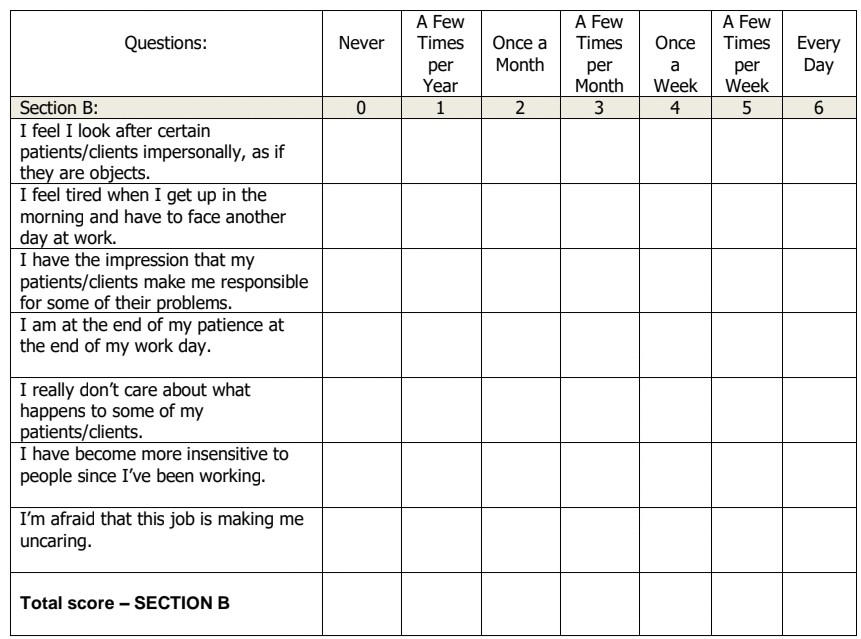 Questions:
Never
A Few
Times
per
Year
Once a
Month
A Few
Times
per
Month
Once
a
Week
A Few
Times
per
Week
Every
Day
Section B: 0 1 2 3 4 5 6
I feel I look after certain
patients/clients impersonally, as if
they are objects.
I feel tired when I get up in the
morning and have to face another
day at work.
I have the impression that my
patients/clients make me responsible
for some of their problems.
I am at the end of my patience at
the end of my work day.
I really don’t care about what
happens to some of my
patients/clients.
I have become more insensitive to
people since I’ve been working.
I’m afraid that this job is making me
uncaring.
Total score – SECTION B